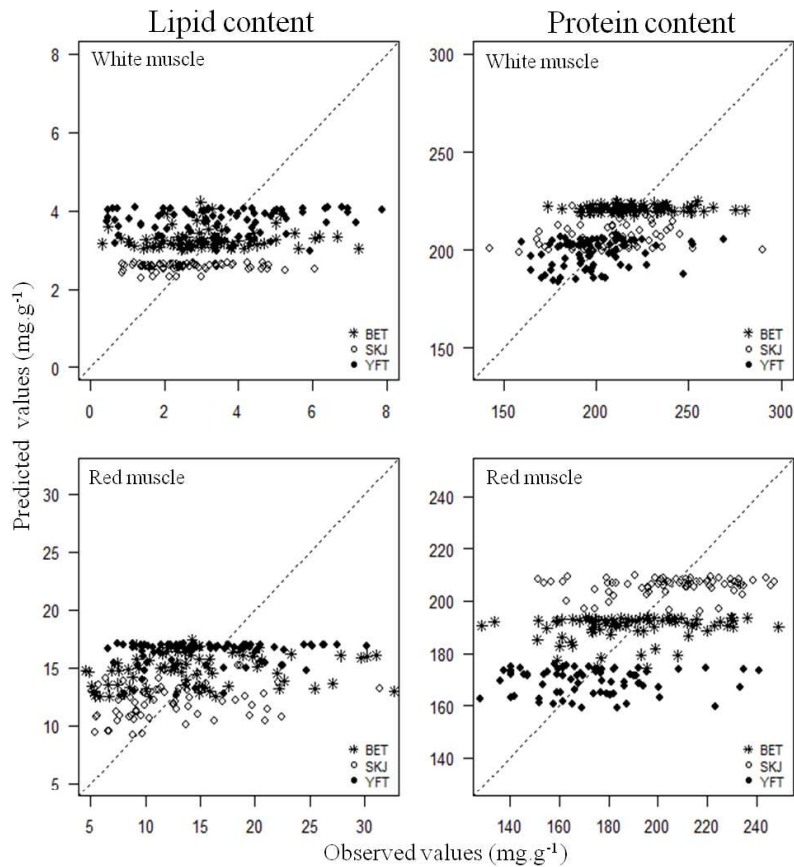 Lipid content
Protein content
White muscle
8
6
4
2
0
0 2 4 6 8
BET
SKJ
YFT
White muscle
300
250
200
150
150 200 250 300
BET
SKJ
YFT
Predicted values (mg.g-1)
Red muscle
30
25
20
15
10
5
5 10 15 20 25 30
BET
SKJ
YFT
Red muscle
240
220
200
180
160
140
140 160 180 200 220 240
BET
SKJ
YFT
Observed values (mg.g-1)